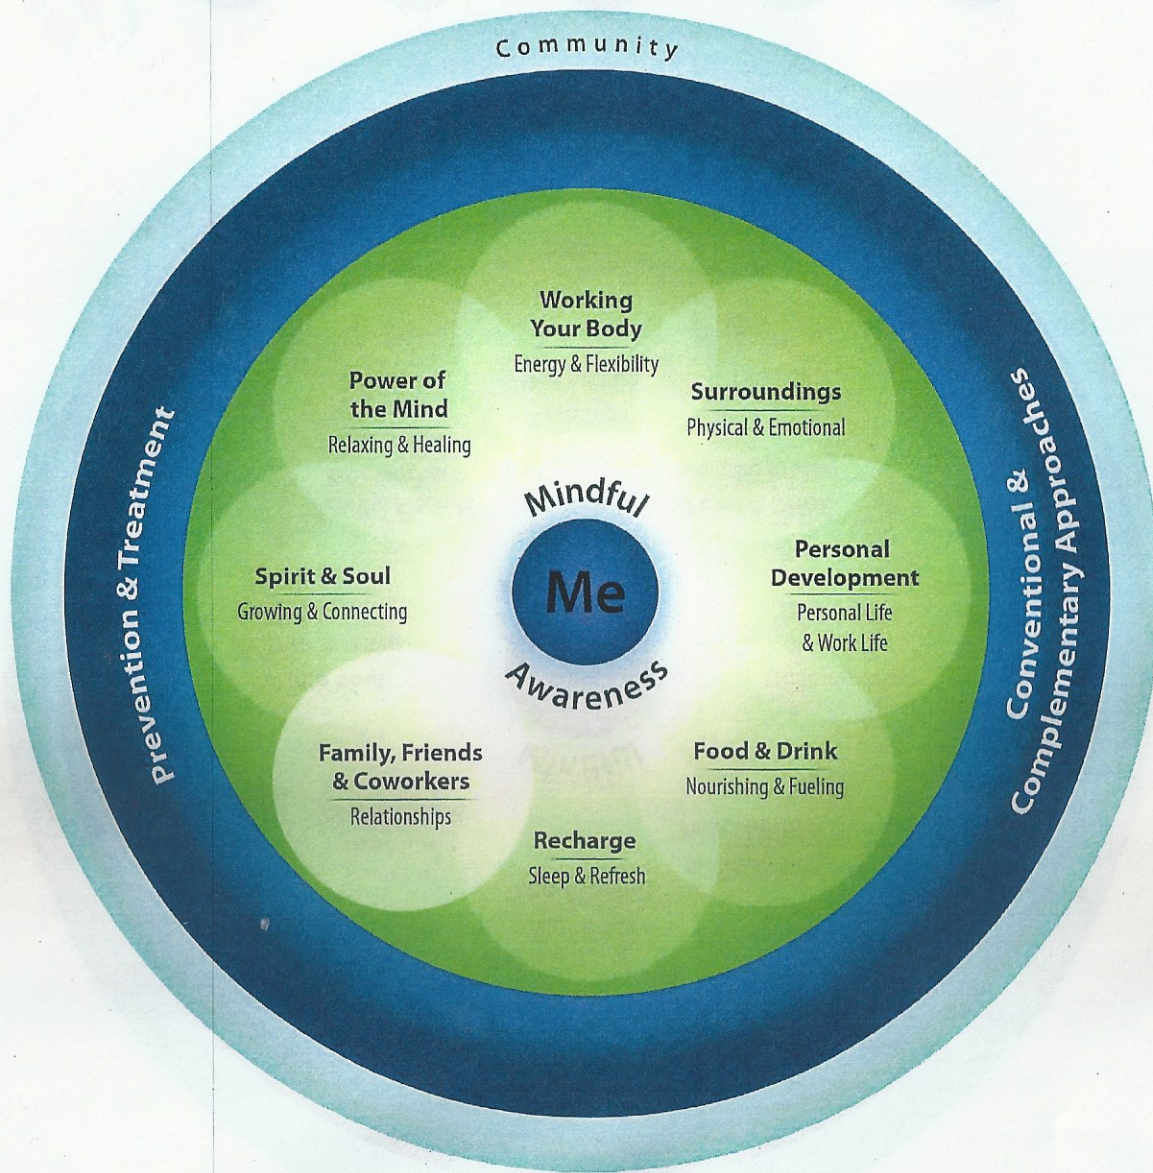 Community
Working
Your Body
Energy & Flexibility
Surroundings
Physical & Emotional
Personal
Development
Personal Life
& Work Life
Food & Drink
Nourishing & Fueling
Recharge
Sleep & Refresh
Family, Friends
& Coworkers
Relationships
Spirit & Soul
Growing & Connecting
Power of
the Mind
Relaxing & Healing
Mindful
Awareness
Me
Prevention & Treatment
Conventional &
Complementary Approaches